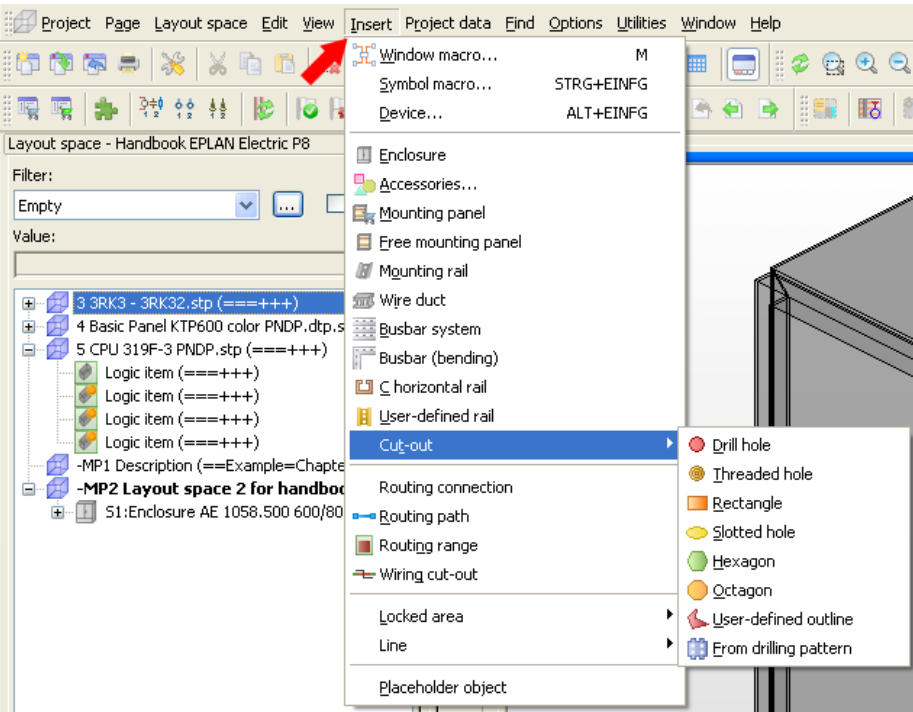 Project Page Layout space Edit View Insert Project data Find Options Utilities Window Help
Window macro... M
Symbol macro... STRG+EINFG
Device... ALT+EINFG
Layout space - Handbook EPLAN Electric P8
Filter:
Empty
...
Value:
3 3RK3 - 3RK32.stp (===+++)
4 Basic Panel KTP600 color PNDP.dtp.s
5 CPU 319F-3 PNDP.stp (===+++)
Logic item (===+++)
Logic item (===+++)
Logic item (===+++)
Logic item (===+++)
-MP1 Description (==Example=Chapte
-MP2 Layout space 2 for handboo
S1:Enclosure AE 1058.500 600/80
Enclosure
Accessories...
Mounting panel
Free mounting panel
Mounting rail
Wire duct
Busbar system
Busbar (bending)
C horizontal rail
User-defined rail
Cut-out
Routing connection
Routing path
Routing range
Wiring cut-out
Locked area
Line
Placeholder object
Drill hole
Threaded hole
Rectangle
Slotted hole
Hexagon
Octagon
User-defined outline
From drilling pattern